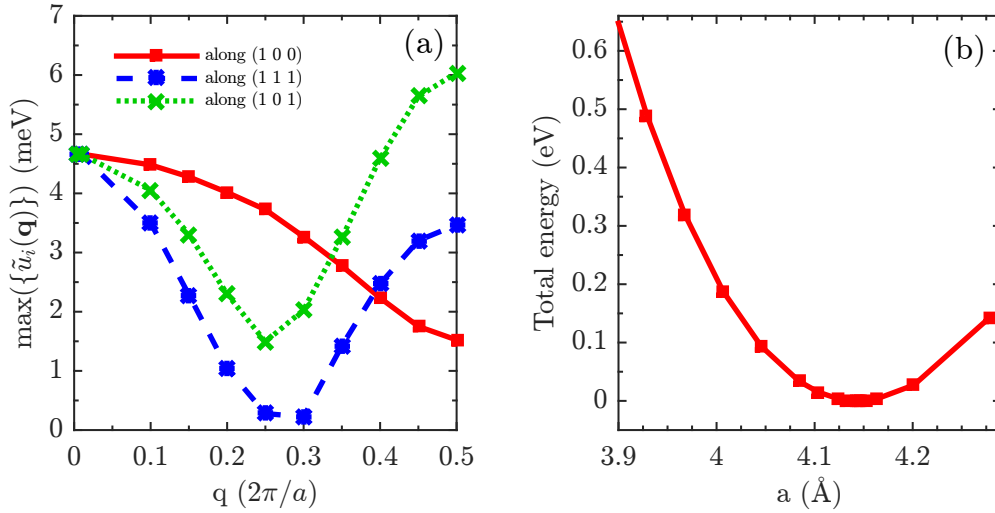 (a)
along (1 0 0)
along (1 1 1)
along (1 0 1)
max({ũᵢ(𝐪)}) (meV)
7
6
5
4
3
2
1
0
0
0.1
0.2
0.3
0.4
0.5
q (2π/a)
(b)
Total energy (eV)
0.6
0.5
0.4
0.3
0.2
0.1
0
3.9
4
4.1
4.2
a (Å)